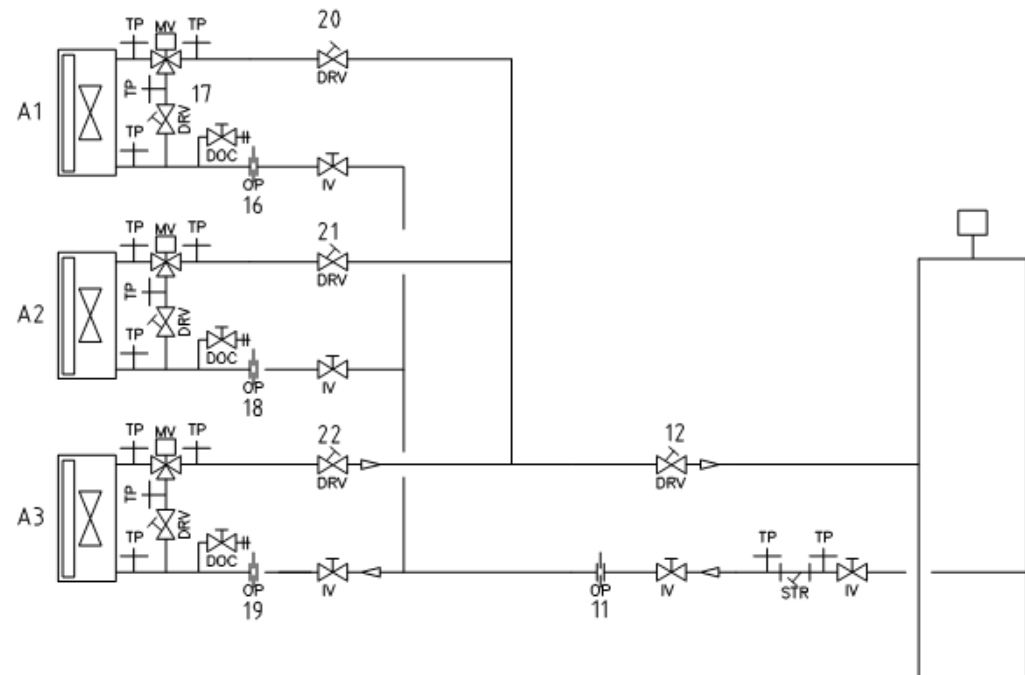 20
TP MV TP
DRV
TP
17
A1
DRV
TP
DOC
OP
IV
16
21
TP MV TP
DRV
TP
A2
DRV
TP
DOC
OP
IV
18
22
12
TP MV TP
DRV
DRV
TP
A3
DRV
TP
TP TP
DOC
OP
IV
OP
IV
STR
IV
19
11